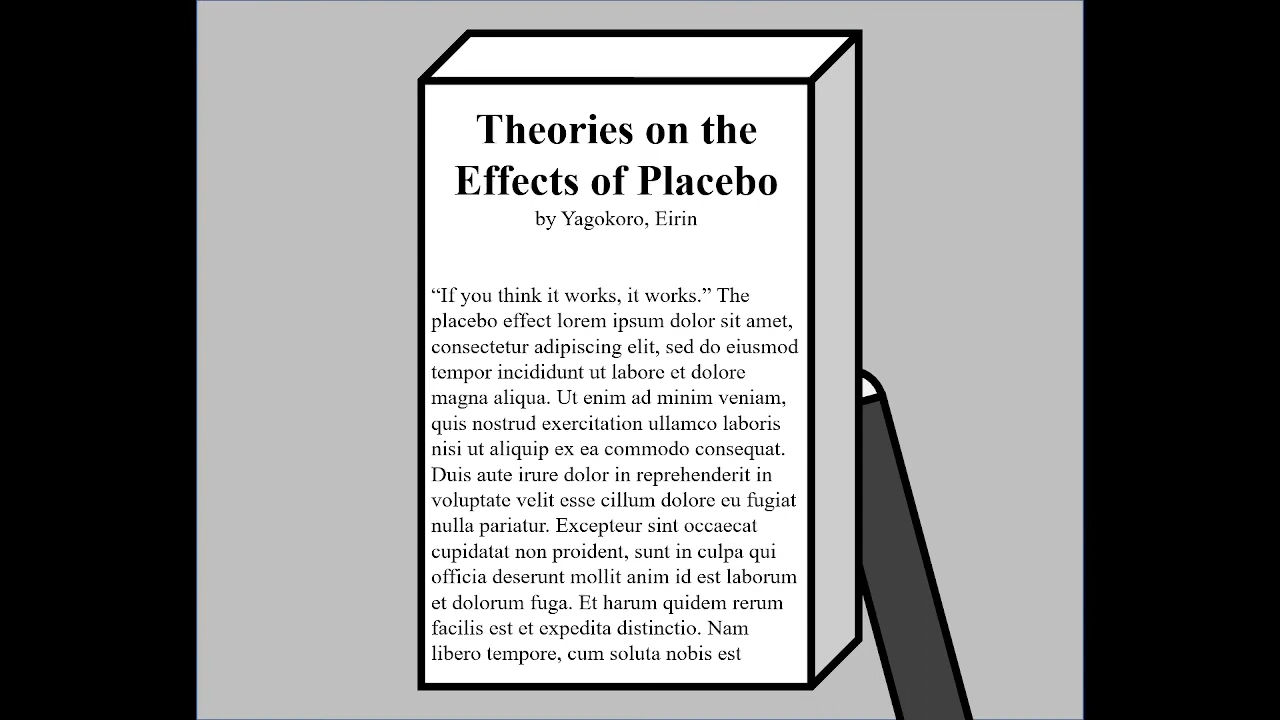 Theories on the
Effects of Placebo
by Yagokoro, Eirin
“If you think it works, it works.” The
placebo effect lorem ipsum dolor sit amet,
consectetur adipiscing elit, sed do eiusmod
tempor incididunt ut labore et dolore
magna aliqua. Ut enim ad minim veniam,
quis nostrud exercitation ullamco laboris
nisi ut aliquip ex ea commodo consequat.
Duis aute irure dolor in reprehenderit in
voluptate velit esse cillum dolore eu fugiat
nulla pariatur. Excepteur sint occaecat
cupidatat non proident, sunt in culpa qui
officia deserunt mollit anim id est laborum
et dolorum fuga. Et harum quidem rerum
facilis est et expedita distinctio. Nam
libero tempore, cum soluta nobis est